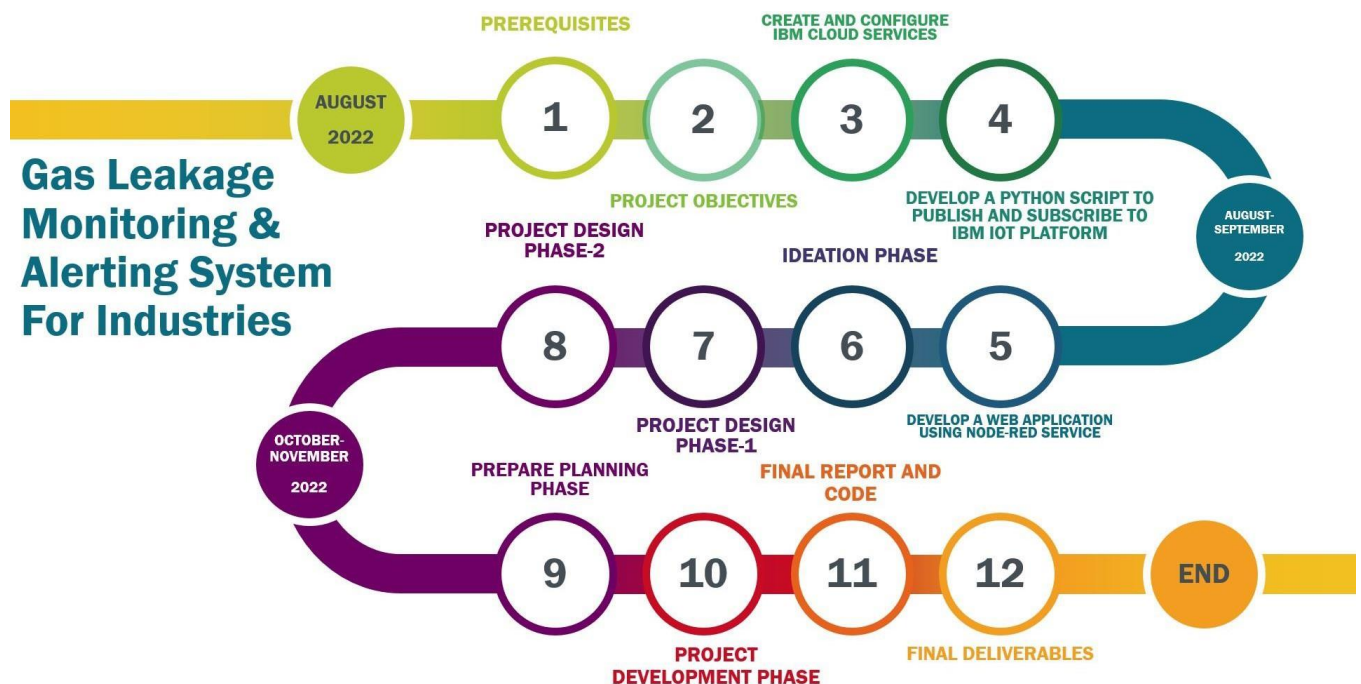 PREREQUISITES
CREATE AND CONFIGURE
IBM CLOUD SERVICES
AUGUST
2022
1
2
3
4
Gas Leakage
Monitoring &
Alerting System
For Industries
PROJECT OBJECTIVES
DEVELOP A PYTHON SCRIPT TO
PUBLISH AND SUBSCRIBE TO
IBM IOT PLATFORM
AUGUST-
SEPTEMBER
2022
PROJECT DESIGN
PHASE-2
IDEATION PHASE
8
7
6
5
PROJECT DESIGN
PHASE-1
DEVELOP A WEB APPLICATION
USING NODE-RED SERVICE
OCTOBER-
NOVEMBER
2022
PREPARE PLANNING
PHASE
FINAL REPORT AND
CODE
9
10
11
12
END
PROJECT
DEVELOPMENT PHASE
FINAL DELIVERABLES